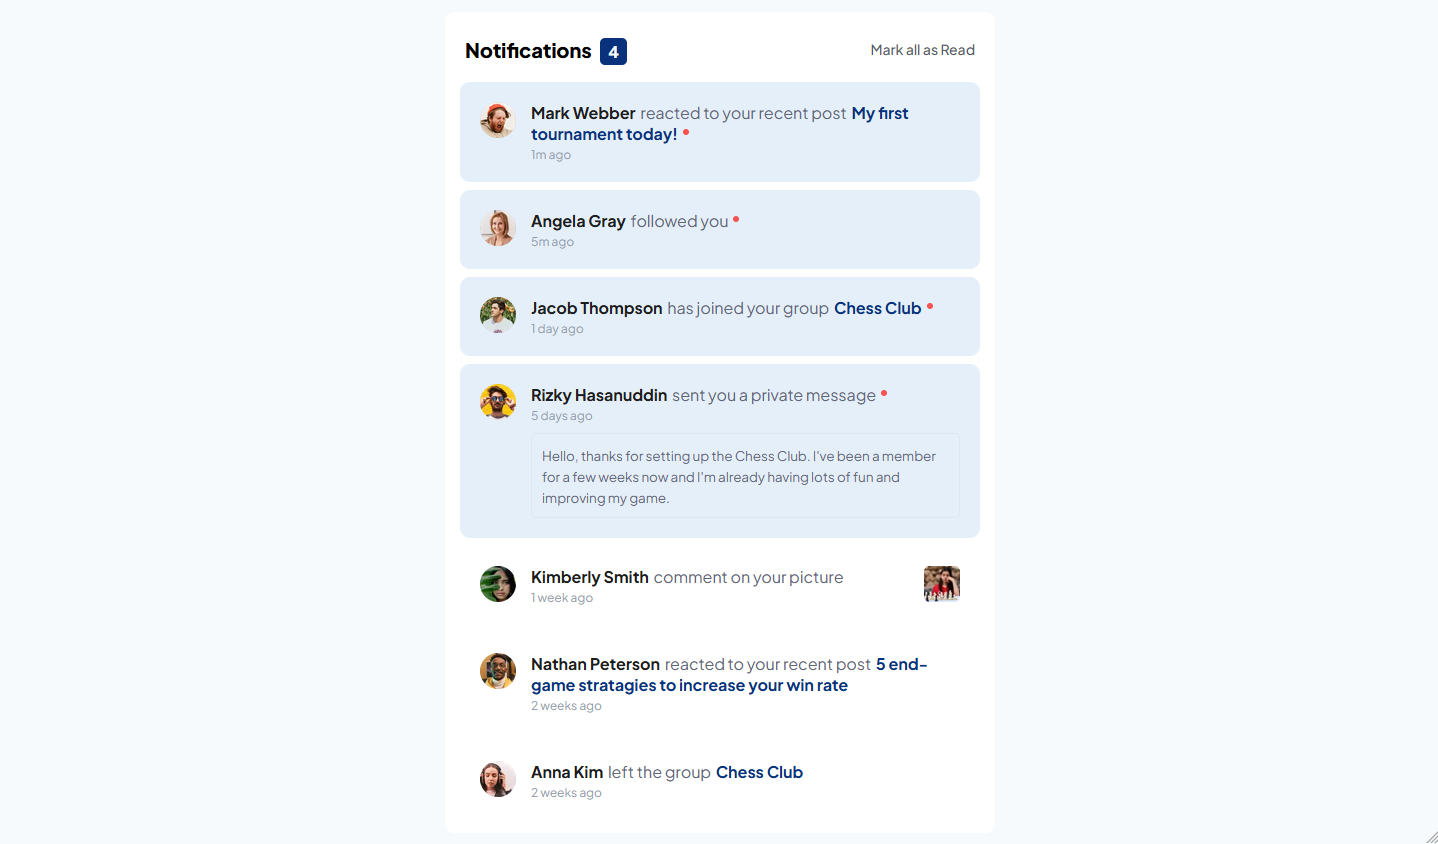 Notifications 4
Mark all as Read
Mark Webber reacted to your recent post My first
tournament today!
1m ago
Angela Gray followed you
5m ago
Jacob Thompson has joined your group Chess Club
1 day ago
Rizky Hasanuddin sent you a private message
5 days ago
Hello, thanks for setting up the Chess Club. I've been a member
for a few weeks now and I'm already having lots of fun and
improving my game.
Kimberly Smith comment on your picture
1 week ago
Nathan Peterson reacted to your recent post 5 end-
game stratagies to increase your win rate
2 weeks ago
Anna Kim left the group Chess Club
2 weeks ago